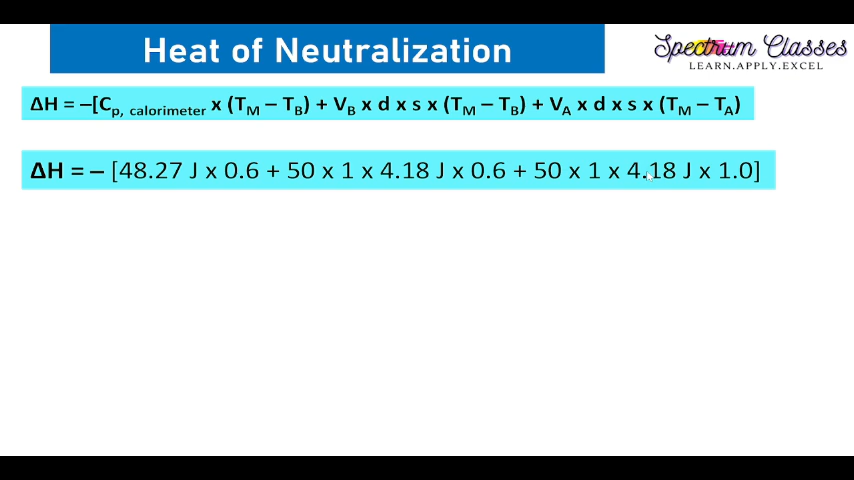 Heat of Neutralization
Spectrum Classes
LEARN.APPLY.EXCEL
ΔH = –[Cp, calorimeter x (TM – TB) + VB x d x s x (TM – TB) + VA x d x s x (TM – TA)
ΔH = – [48.27 J x 0.6 + 50 x 1 x 4.18 J x 0.6 + 50 x 1 x 4.18 J x 1.0]